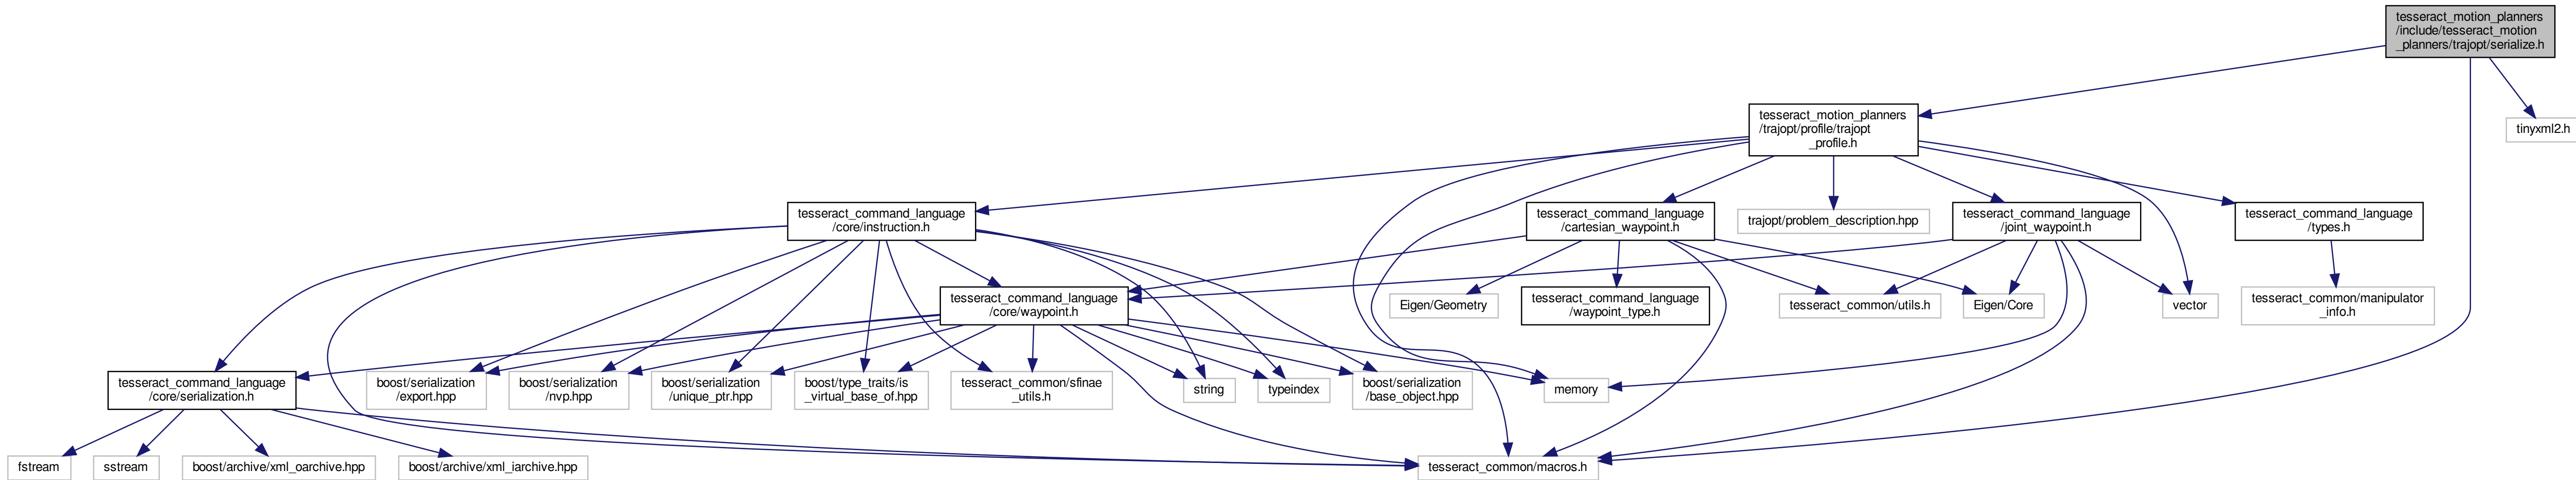 tesseract_motion_planners
/include/tesseract_motion
_planners/trajopt/serialize.h
tesseract_motion_planners
/trajopt/profile/trajopt
_profile.h
tinyxml2.h
tesseract_command_language
/core/instruction.h
tesseract_command_language
/cartesian_waypoint.h
trajopt/problem_description.hpp
tesseract_command_language
/joint_waypoint.h
tesseract_command_language
/types.h
tesseract_command_language
/core/waypoint.h
Eigen/Geometry
tesseract_command_language
/waypoint_type.h
tesseract_common/utils.h
Eigen/Core
vector
tesseract_common/manipulator
_info.h
tesseract_command_language
/core/serialization.h
boost/serialization
/export.hpp
boost/serialization
/nvp.hpp
boost/serialization
/unique_ptr.hpp
boost/type_traits/is
_virtual_base_of.hpp
tesseract_common/sfinae
_utils.h
string
typeindex
boost/serialization
/base_object.hpp
memory
fstream
sstream
boost/archive/xml_oarchive.hpp
boost/archive/xml_iarchive.hpp
tesseract_common/macros.h